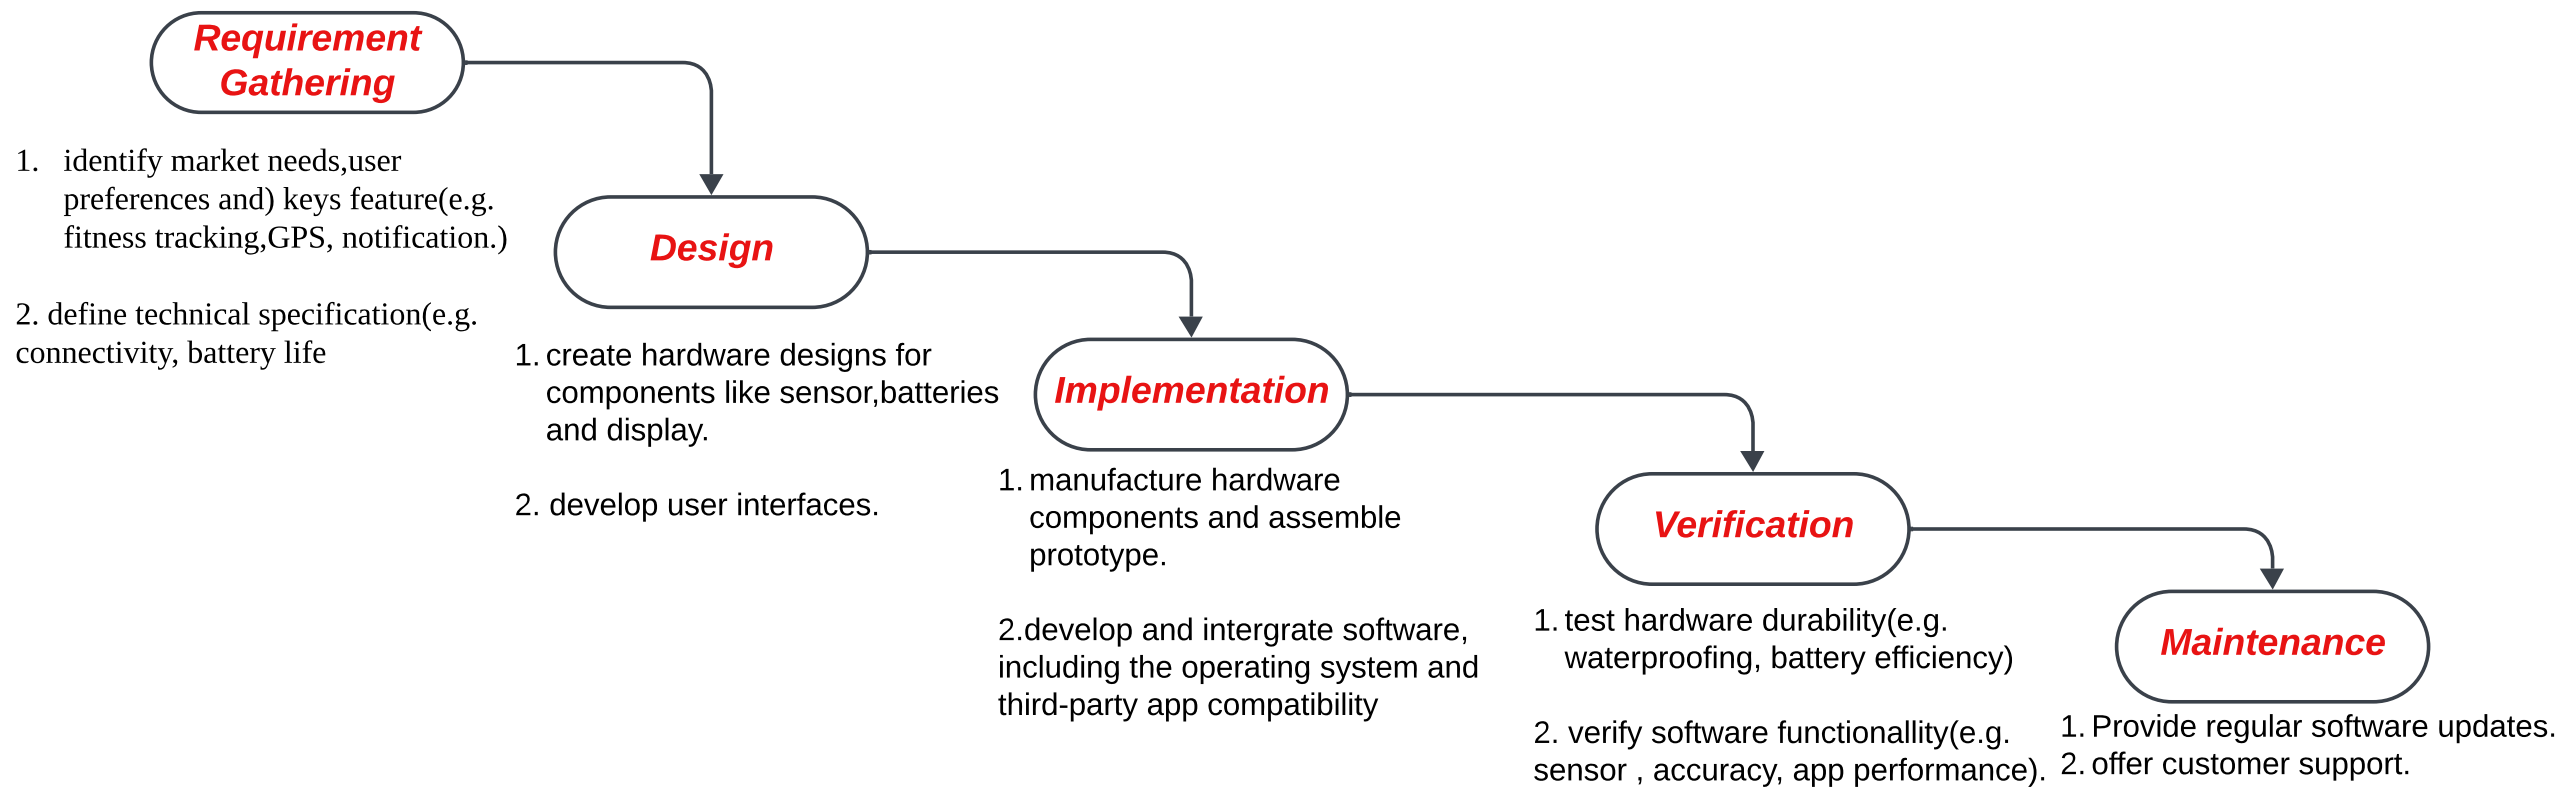 Requirement
Gathering
1. identify market needs,user
preferences and) keys feature(e.g.
fitness tracking,GPS, notification.)
2. define technical specification(e.g.
connectivity, battery life
Design
1. create hardware designs for
components like sensor,batteries
and display.
2. develop user interfaces.
Implementation
1. manufacture hardware
components and assemble
prototype.
2.develop and intergrate software,
including the operating system and
third-party app compatibility
Verification
1. test hardware durability(e.g.
waterproofing, battery efficiency)
2. verify software functionallity(e.g.
sensor , accuracy, app performance).
Maintenance
1. Provide regular software updates.
2. offer customer support.